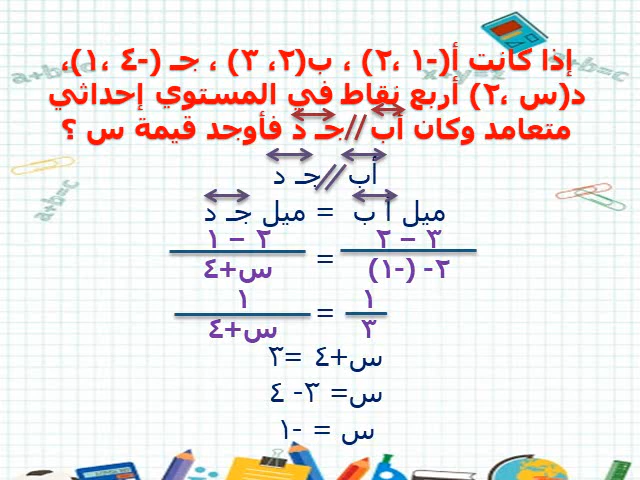 إذا كانت أ(-١ ،٢) ، ب(٢، ٣) ، جـ (-٤ ،١)،
د(س ،٢) أربع نقاط في المستوي إحداثي
متعامد وكان أب // جـ د فأوجد قيمة س ؟
أب // جـ د
ميل أ ب = ميل جـ د
٣ – ٢ = ٢ – ١
٢- (-١) س+٤
١ = ١
٣ س+٤
س+٤ =٣
س= ٣- ٤
س = -١